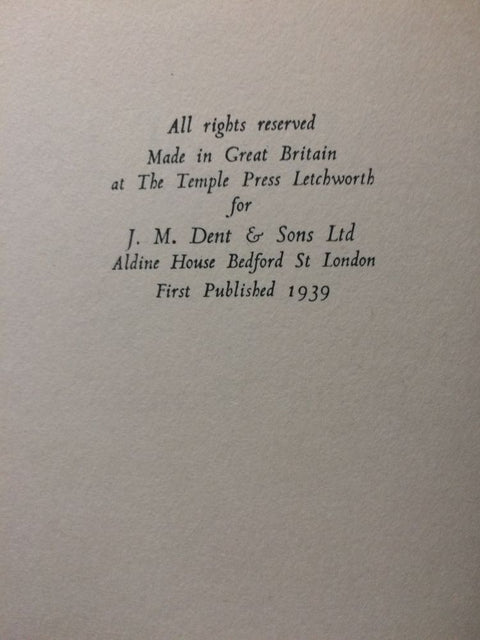 All rights reserved
Made in Great Britain
at The Temple Press Letchworth
for
J. M. Dent & Sons Ltd
Aldine House Bedford St London
First Published 1939